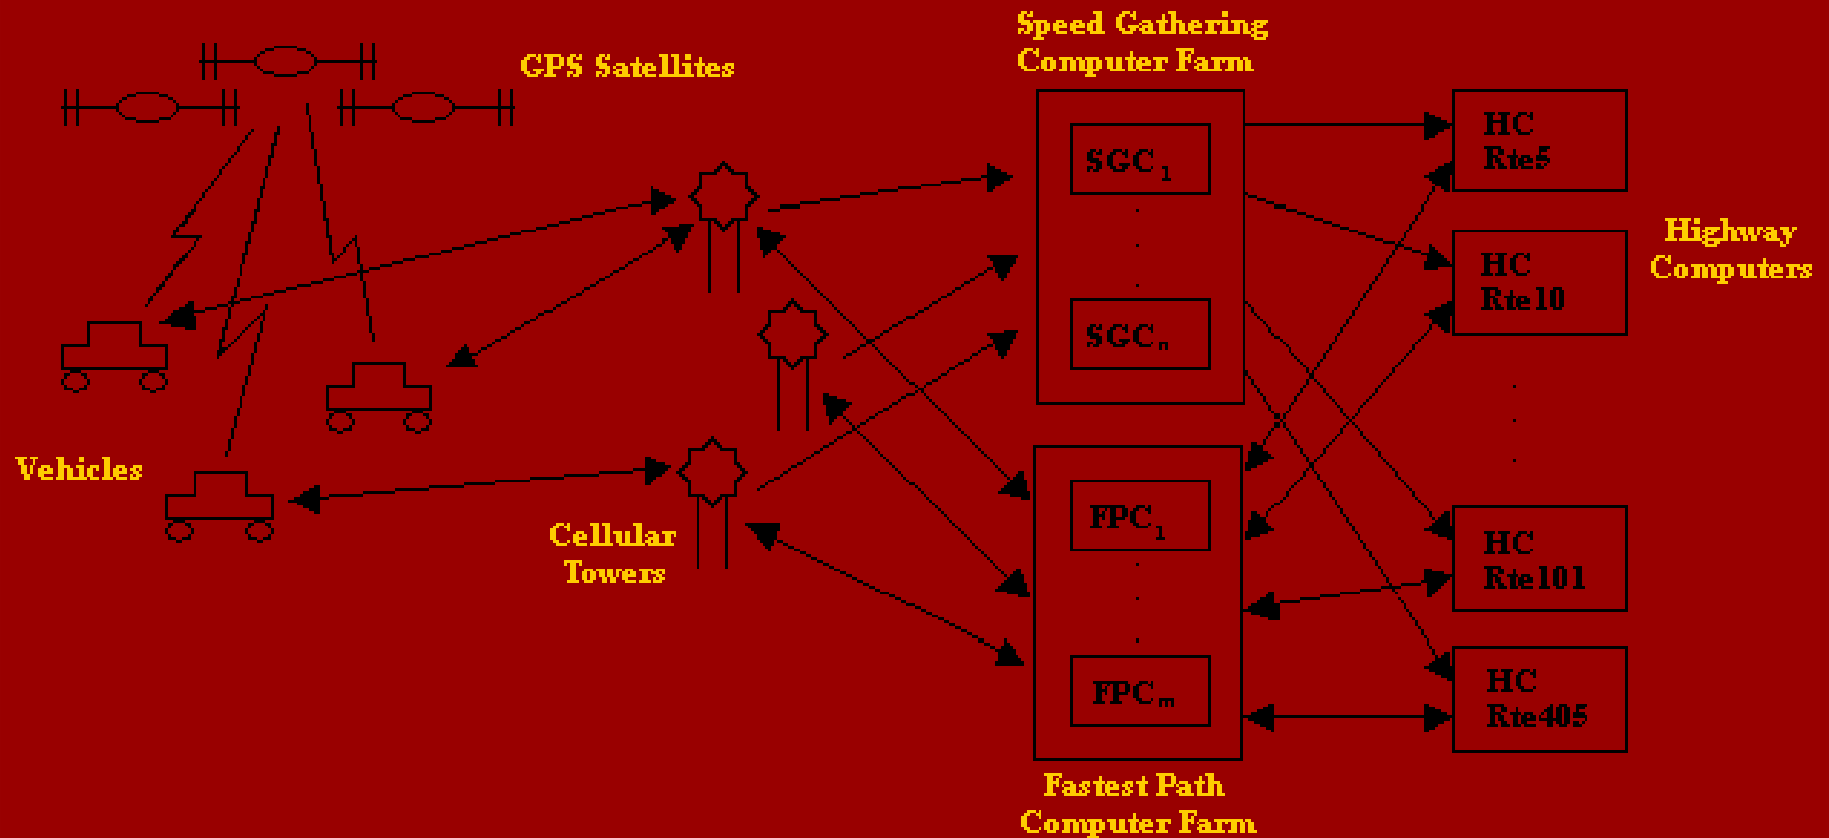 Speed Gathering
Computer Farm
GPS Satellites
HC
Rte5
SGC1
Highway
Computers
HC
Rte10
SGCn
Vehicles
Cellular
Towers
FPC1
HC
Rte101
FPCm
HC
Rte405
Fastest Path
Computer Farm